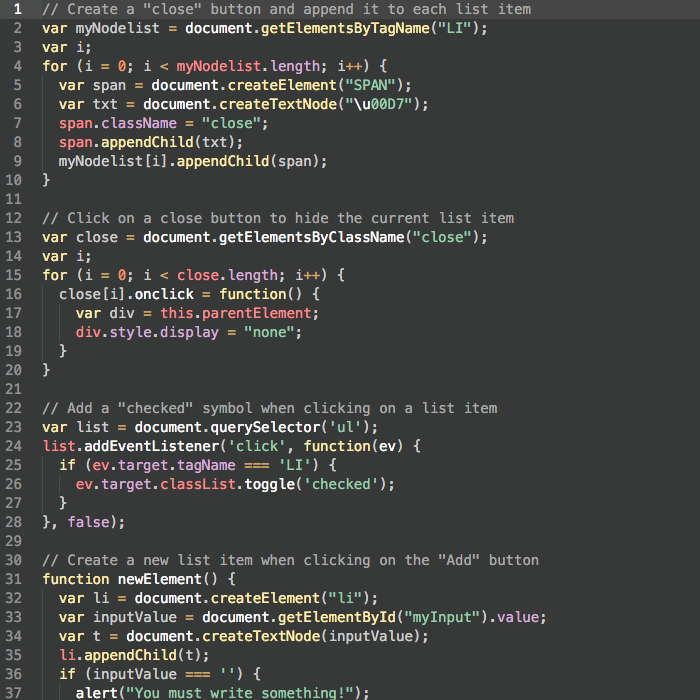 1 // Create a "close" button and append it to each list item
2 var myNodelist = document.getElementsByTagName("LI");
3 var i;
4 for (i = 0; i < myNodelist.length; i++) {
5   var span = document.createElement("SPAN");
6   var txt = document.createTextNode("\u00D7");
7   span.className = "close";
8   span.appendChild(txt);
9   myNodelist[i].appendChild(span);
10 }
11
12 // Click on a close button to hide the current list item
13 var close = document.getElementsByClassName("close");
14 var i;
15 for (i = 0; i < close.length; i++) {
16   close[i].onclick = function() {
17     var div = this.parentElement;
18     div.style.display = "none";
19   }
20 }
21
22 // Add a "checked" symbol when clicking on a list item
23 var list = document.querySelector('ul');
24 list.addEventListener('click', function(ev) {
25   if (ev.target.tagName === 'LI') {
26     ev.target.classList.toggle('checked');
27   }
28 }, false);
29
30 // Create a new list item when clicking on the "Add" button
31 function newElement() {
32   var li = document.createElement("li");
33   var inputValue = document.getElementById("myInput").value;
34   var t = document.createTextNode(inputValue);
35   li.appendChild(t);
36   if (inputValue === '') {
37     alert("You must write something!");